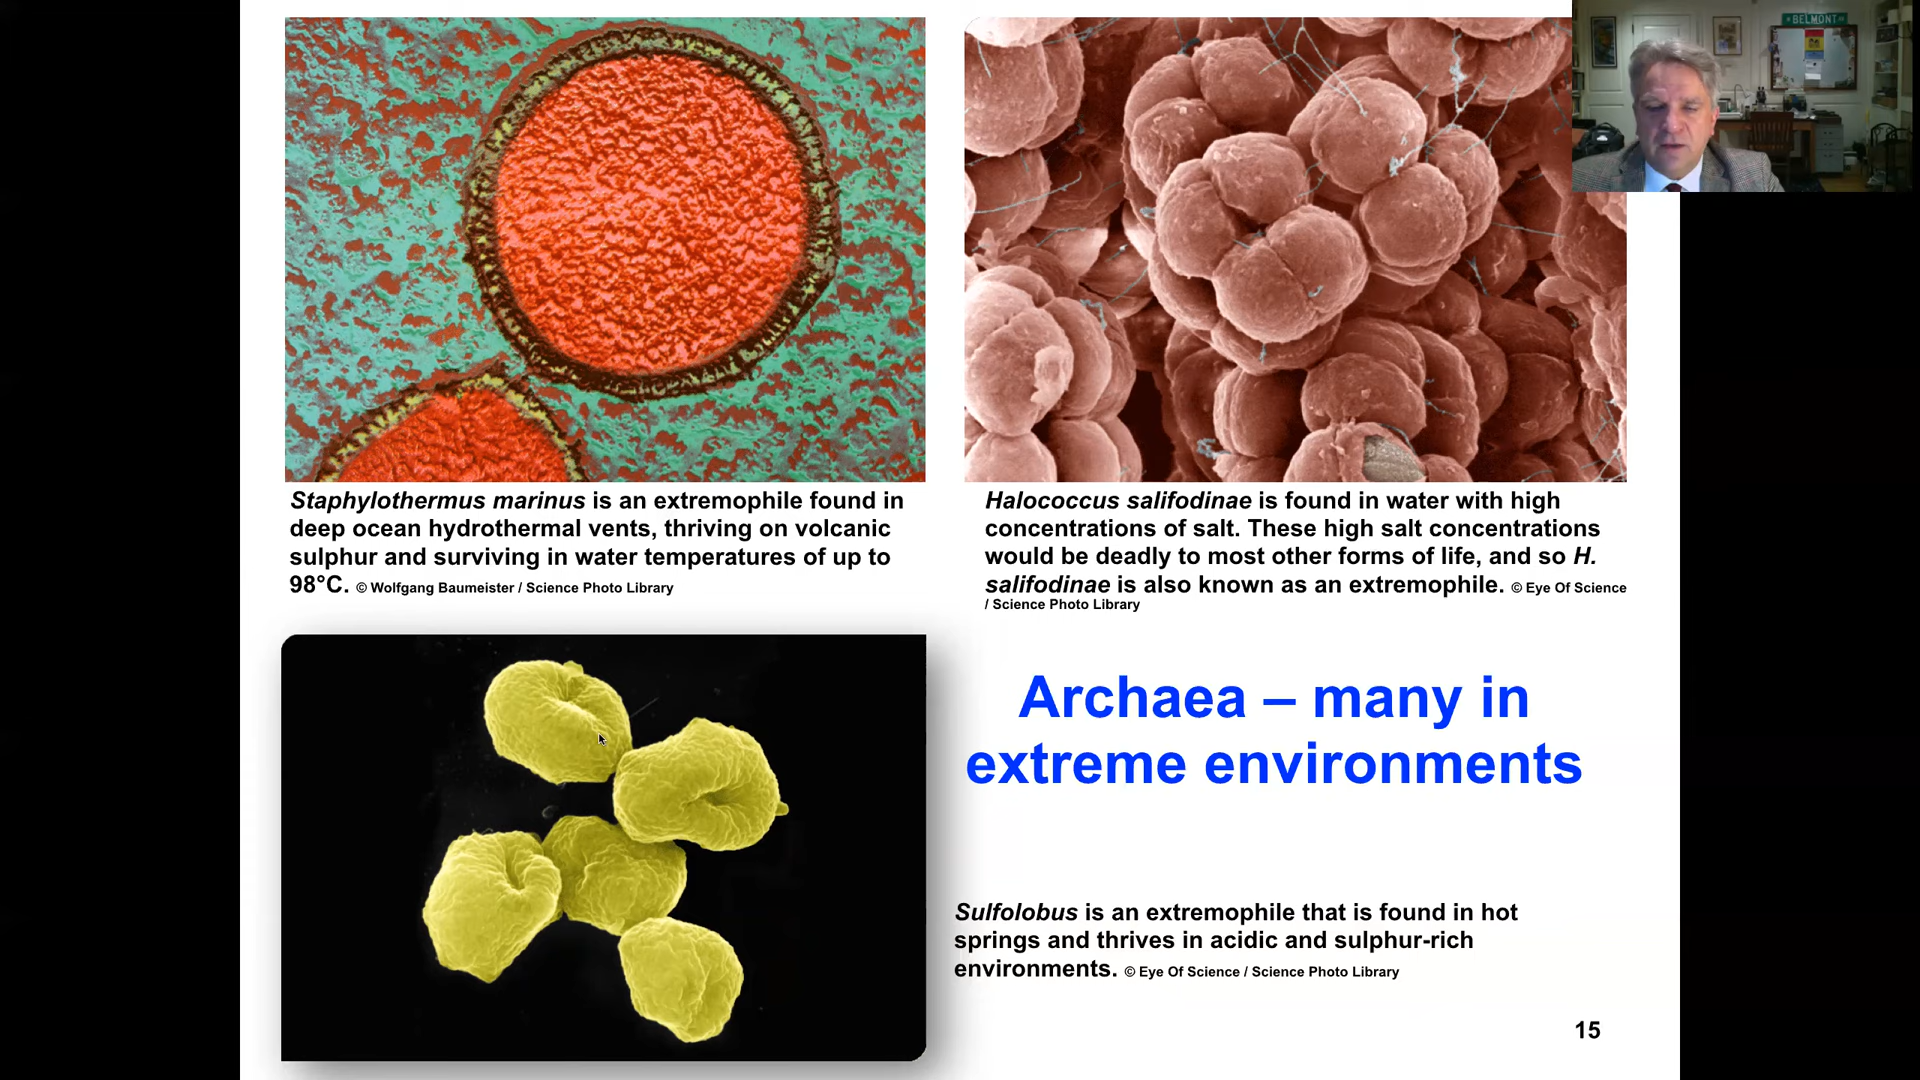 BELMONT
Staphylothermus marinus is an extremophile found in
deep ocean hydrothermal vents, thriving on volcanic
sulphur and surviving in water temperatures of up to
98°C. © Wolfgang Baumeister / Science Photo Library
Halococcus salifodinae is found in water with high
concentrations of salt. These high salt concentrations
would be deadly to most other forms of life, and so H.
salifodinae is also known as an extremophile. © Eye Of Science
/ Science Photo Library
Archaea – many in
extreme environments
Sulfolobus is an extremophile that is found in hot
springs and thrives in acidic and sulphur-rich
environments. © Eye Of Science / Science Photo Library
15